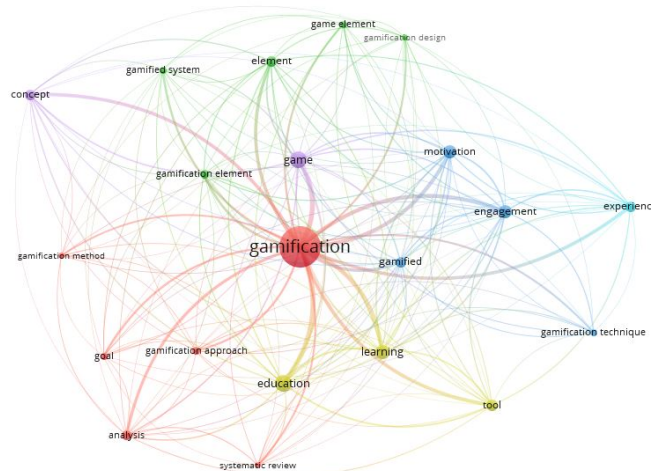 game element
gamification design
element
gamified system
concept
motivation
game
gamification element
experienc
engagement
gamification
gamification method
gamified
gamification technique
goal
gamification approach
learning
education
tool
analysis
systematic review